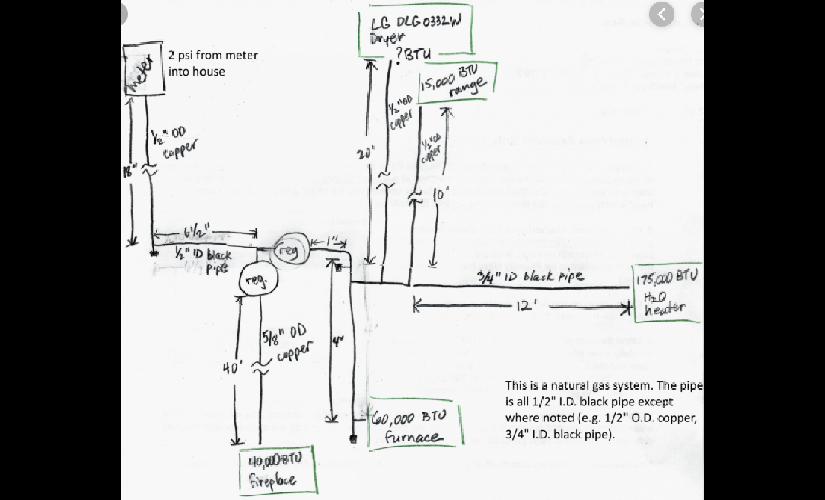 LG DLG0332W
Dryer
? BTU
meter
2 psi from meter
into house
15,000 BTU
range
1/2" OD
copper
1/2" OD
copper
1/2" OD
copper
18'
20'
10'
6 1/2"
1/2" ID black
pipe
reg
1'
reg
3/4" ID black pipe
12'
175,000 BTU
H2O
heater
5/8" OD
copper
40'
60,000 BTU
furnace
40,000 BTU
fireplace
This is a natural gas system. The pipe
is all 1/2" I.D. black pipe except
where noted (e.g. 1/2" O.D. copper,
3/4" I.D. black pipe).